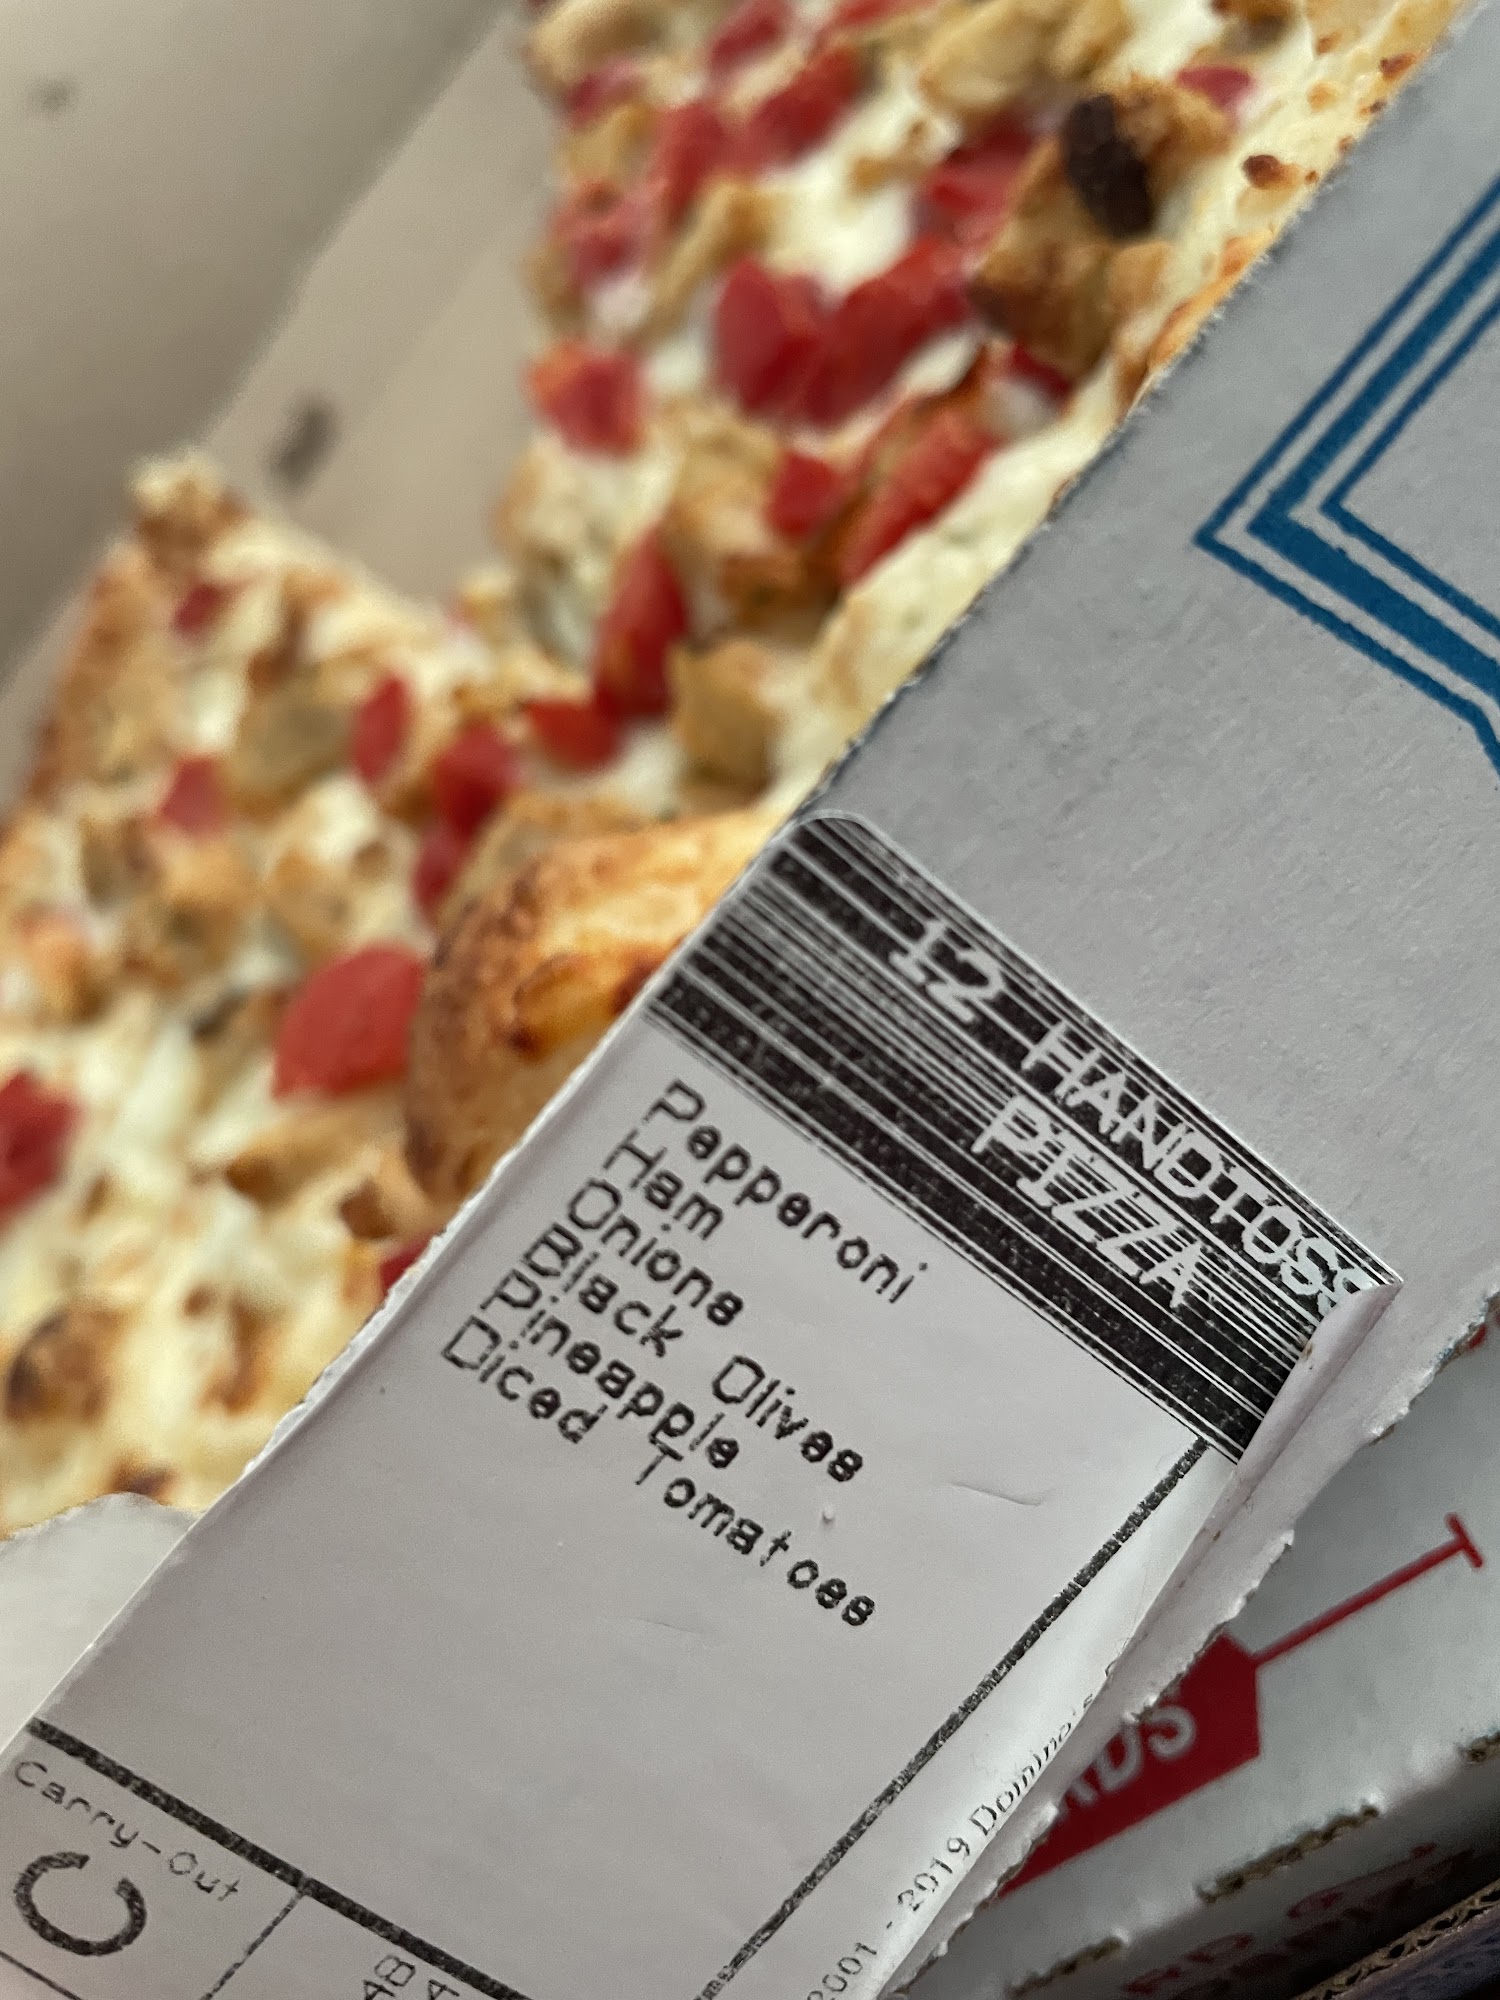 12 HANDTOSS
PIZZA
Pepperoni
Ham
Onions
Black Olives
Pineapple
Diced Tomatoes
Carry-Out
C
2001 - 2019 Domino's